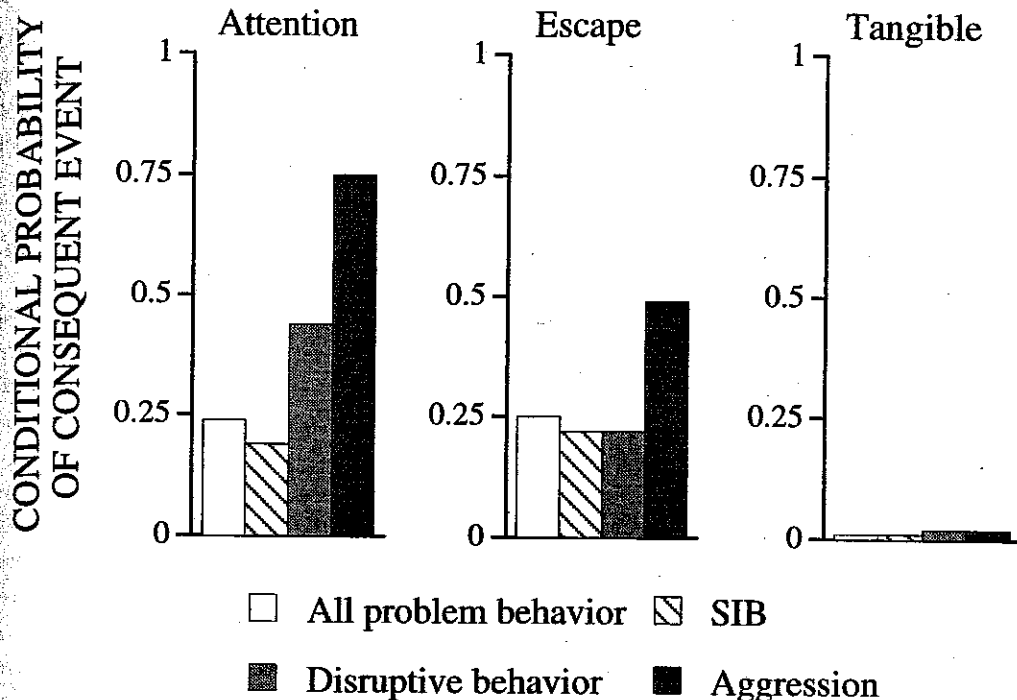 CONDITIONAL PROBABILITY
OF CONSEQUENT EVENT
Attention
1
0.75
0.5
0.25
0
Escape
1
0.75
0.5
0.25
0
Tangible
1
0.75
0.5
0.25
0
All problem behavior
SIB
Disruptive behavior
Aggression